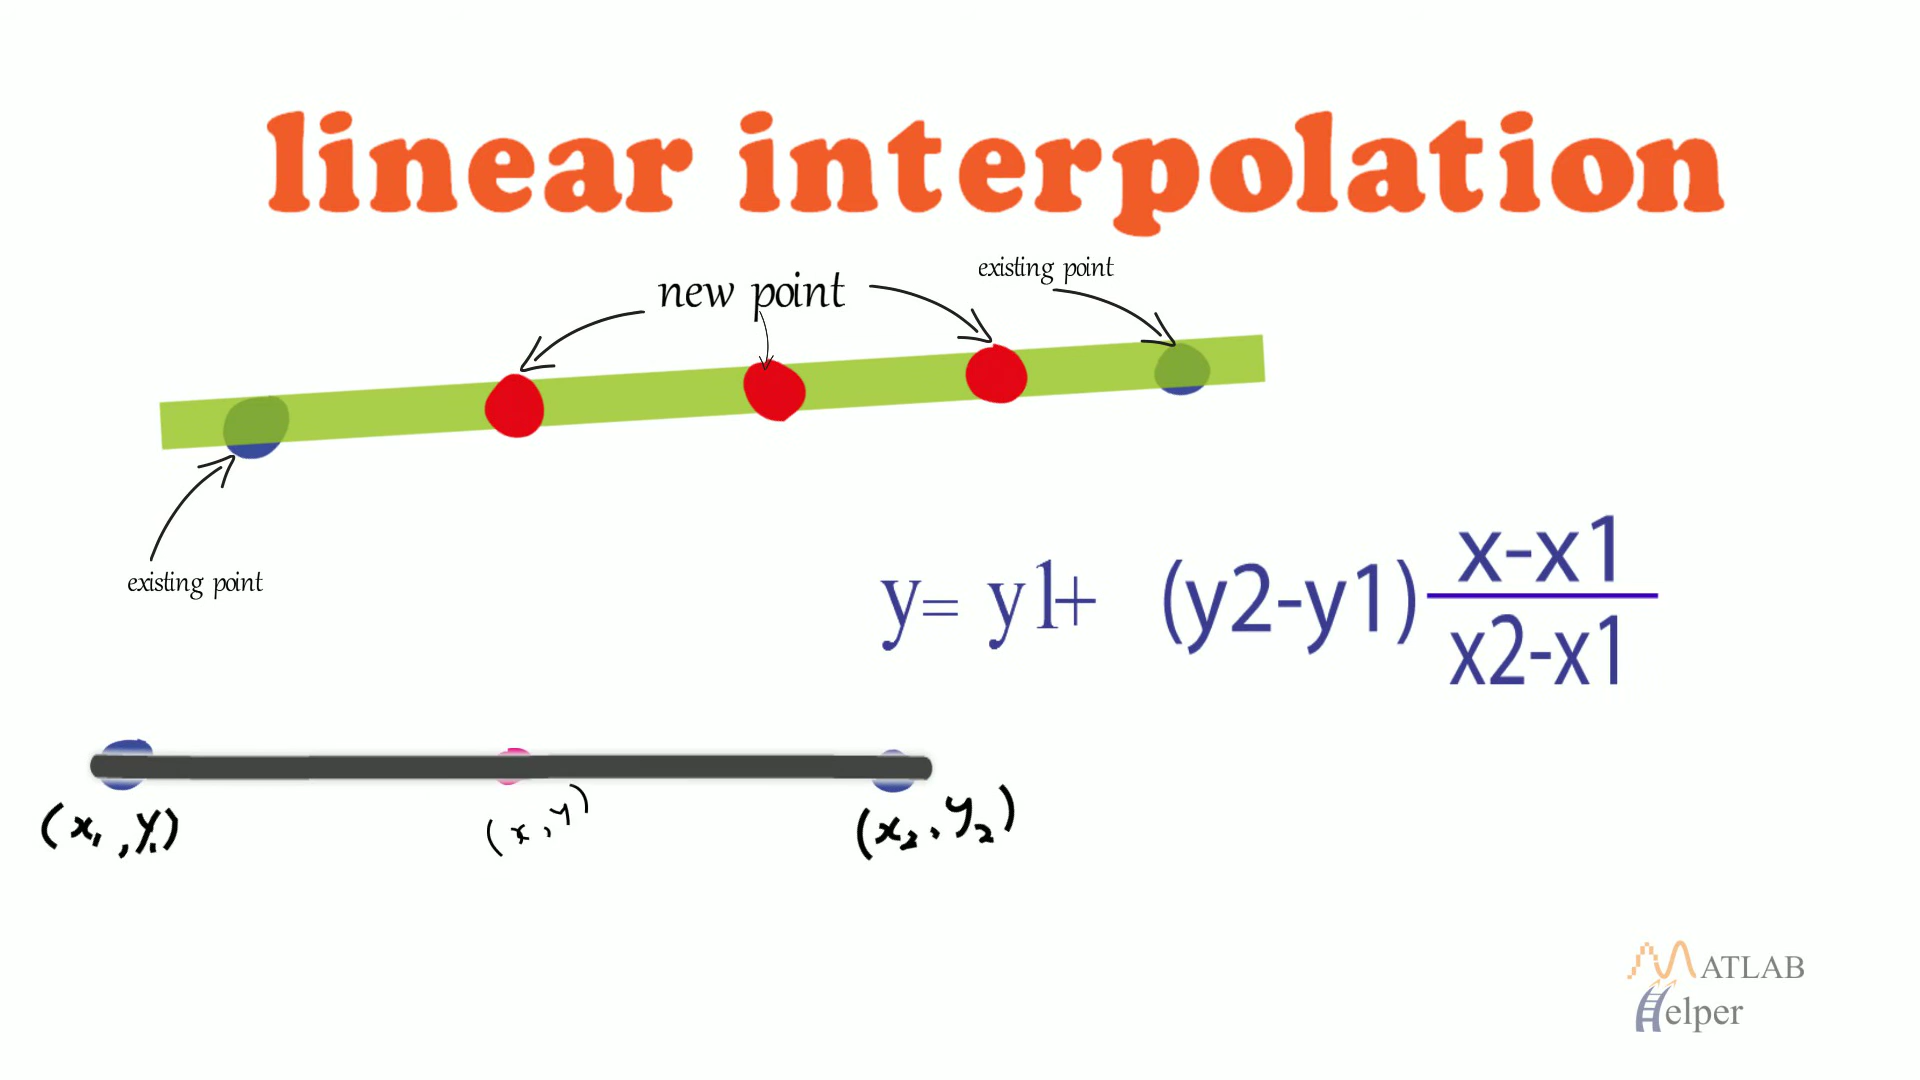 linear interpolation
existing point
new point
existing point
y= y1+ (y2-y1) x-x1
x2-x1
(x₁,y₁)
(x,y)
(x₂,y₂)
MATLAB
Helper